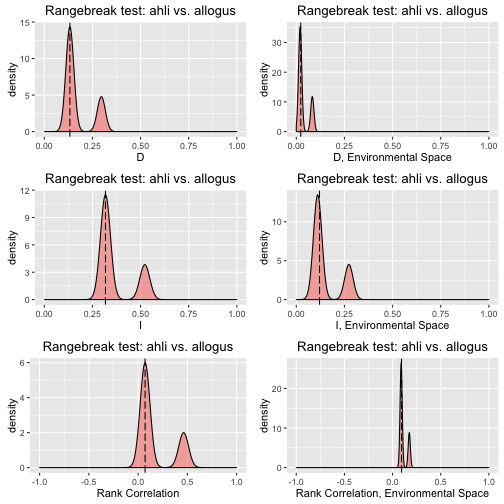 Rangebreak test: ahli vs. allogus
15
10
5
0
density
0.00 0.25 0.50 0.75 1.00
D
Rangebreak test: ahli vs. allogus
30
20
10
0
density
0.00 0.25 0.50 0.75 1.00
D, Environmental Space
Rangebreak test: ahli vs. allogus
12
9
6
3
0
density
0.00 0.25 0.50 0.75 1.00
I
Rangebreak test: ahli vs. allogus
10
5
0
density
0.00 0.25 0.50 0.75 1.00
I, Environmental Space
Rangebreak test: ahli vs. allogus
6
4
2
0
density
-1.0 -0.5 0.0 0.5 1.0
Rank Correlation
Rangebreak test: ahli vs. allogus
20
10
0
density
-1.0 -0.5 0.0 0.5 1.0
Rank Correlation, Environmental Space